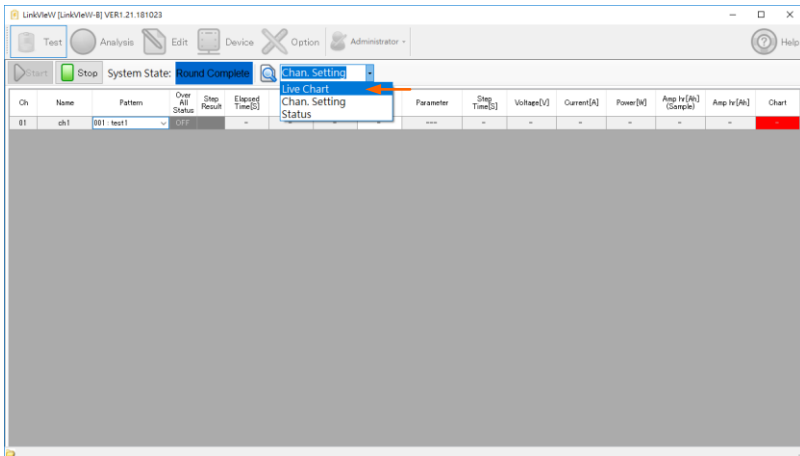 LinkVieW [LinkVieW-B] VER1.21.181023
Test Analysis Edit Device Option Administrator Help
Start Stop System State: Round Complete Chan. Setting
Live Chart
Chan. Setting
Status
Ch Name Pattern Over All Status Step Result Elapsed Time[S] Parameter Step Time[S] Voltage[V] Current[A] Power[W] Amp hr[Ah] (Sample) Amp hr[Ah] Chart
01 ch1 001 : test1 OFF - - --- - - - - - - -